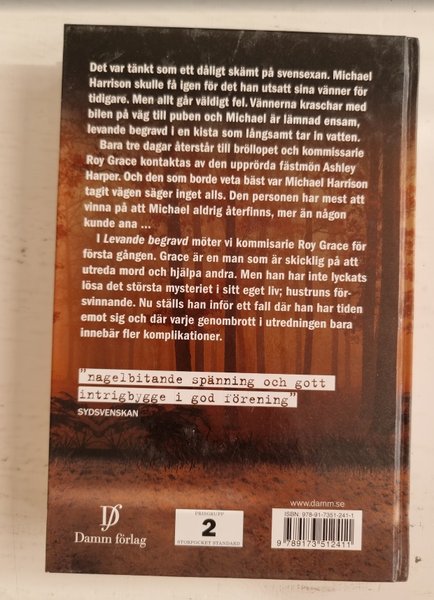 Det var tänkt som ett dåligt skämt på svensexan. Michael
Harrison skulle få igen för det han utsatt sina vänner för
tidigare. Men allt går väldigt fel. Vännerna kraschar med
bilen på väg till puben och Michael är lämnad ensam,
levande begravd i en kista som långsamt tar in vatten.
Bara tre dagar återstår till bröllopet och kommissarie
Roy Grace kontaktas av den upprörda fästmön Ashley
Harper. Och den som borde veta bäst var Michael Harrison
tagit vägen säger inget alls. Den personen har mest att
vinna på att Michael aldrig återfinns, mer än någon
kunde ana ...
I Levande begravd möter vi kommisarie Roy Grace för
första gången. Grace är en man som är skicklig på att
utreda mord och hjälpa andra. Men han har inte lyckats
lösa det största mysteriet i sitt eget liv; hustruns för-
svinnande. Nu ställs han inför ett fall där han har tiden
emot sig och där varje genombrott i utredningen bara
innebär fler komplikationer.
"nagelbitande spänning och gott
intrigbygge i god förening"
SYDSVENSKAN
www.damm.se
ISBN: 978-91-7351-241-1
9 789173 512411
PRISGRUPP
2
STORPOCKET STANDARD
Df
Damm förlag